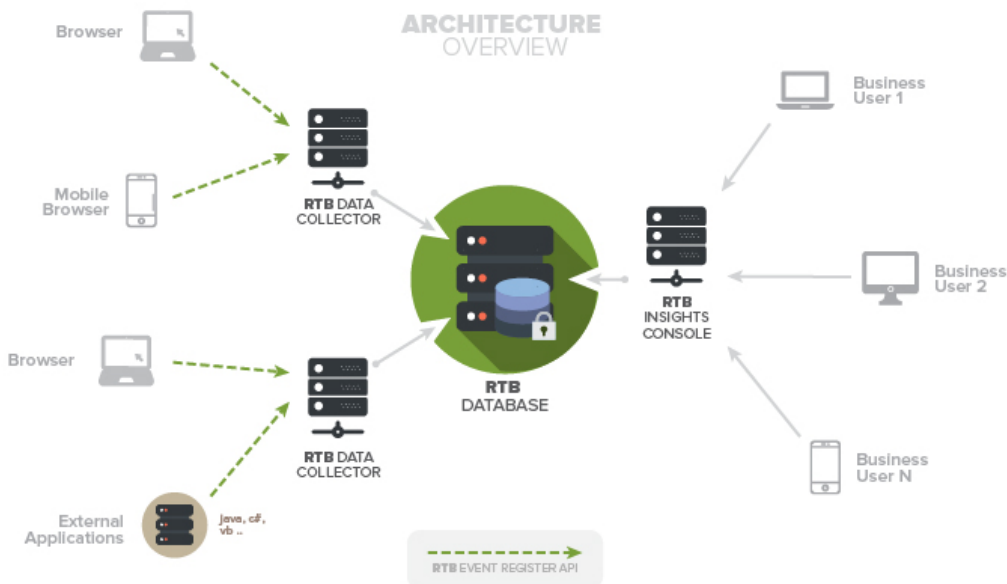 ARCHITECTURE
OVERVIEW
Browser
Mobile
Browser
RTB DATA
COLLECTOR
Browser
RTB DATA
COLLECTOR
External
Applications
java, c#,
vb ..
RTB
DATABASE
RTB
INSIGHTS
CONSOLE
Business
User 1
Business
User 2
Business
User N
RTB EVENT REGISTER API